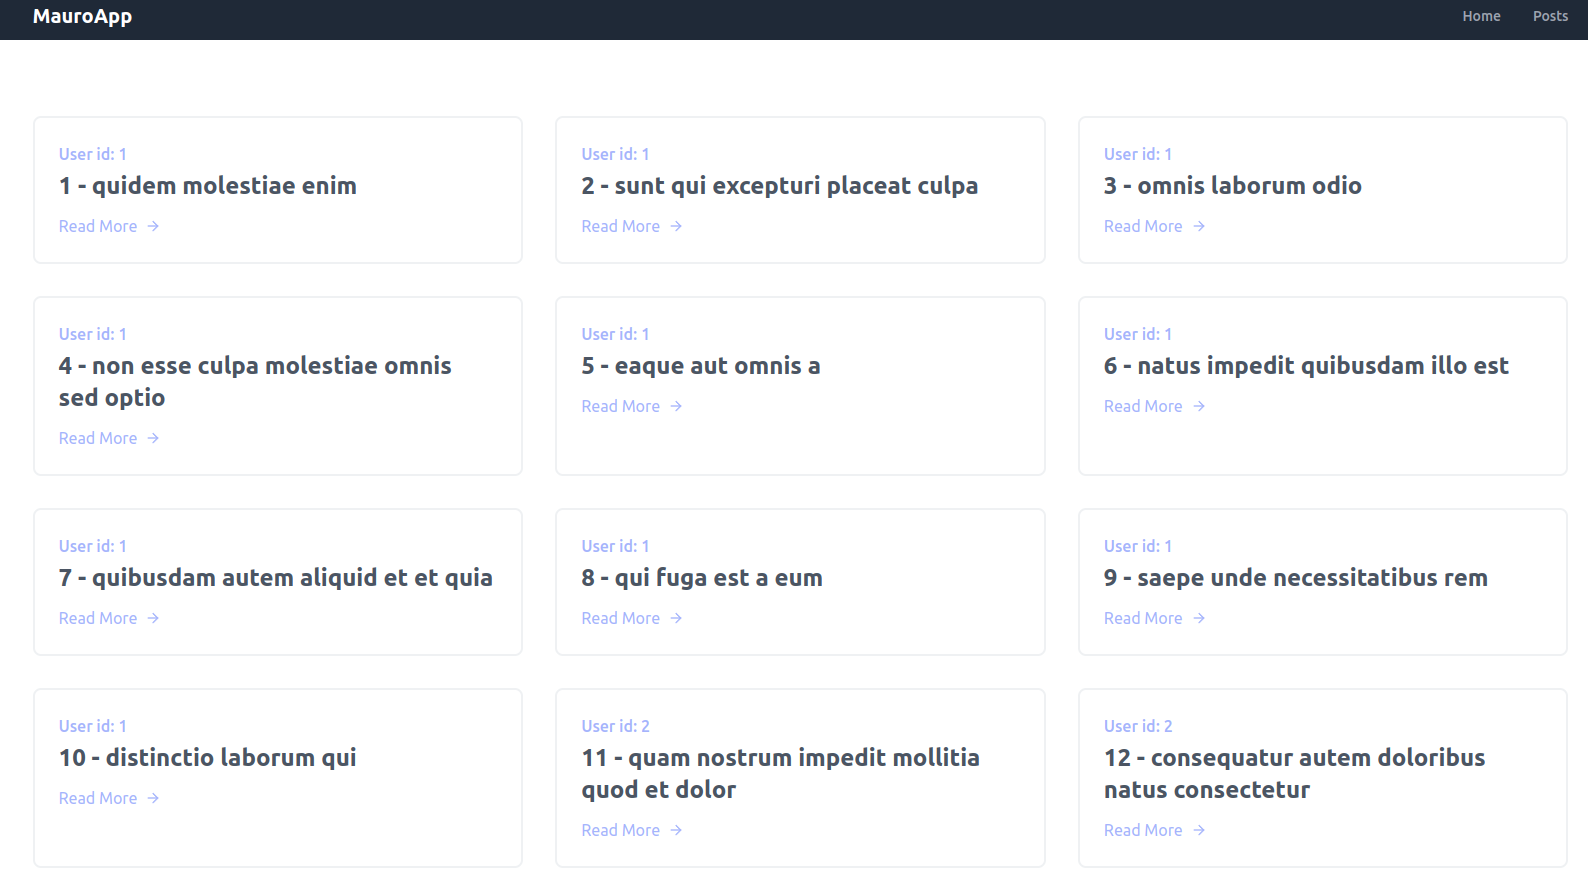 MauroApp
Home
Posts
User id: 1
1 - quidem molestiae enim
Read More →
User id: 1
2 - sunt qui excepturi placeat culpa
Read More →
User id: 1
3 - omnis laborum odio
Read More →
User id: 1
4 - non esse culpa molestiae omnis
sed optio
Read More →
User id: 1
5 - eaque aut omnis a
Read More →
User id: 1
6 - natus impedit quibusdam illo est
Read More →
User id: 1
7 - quibusdam autem aliquid et et quia
Read More →
User id: 1
8 - qui fuga est a eum
Read More →
User id: 1
9 - saepe unde necessitatibus rem
Read More →
User id: 1
10 - distinctio laborum qui
Read More →
User id: 2
11 - quam nostrum impedit mollitia
quod et dolor
Read More →
User id: 2
12 - consequatur autem doloribus
natus consectetur
Read More →